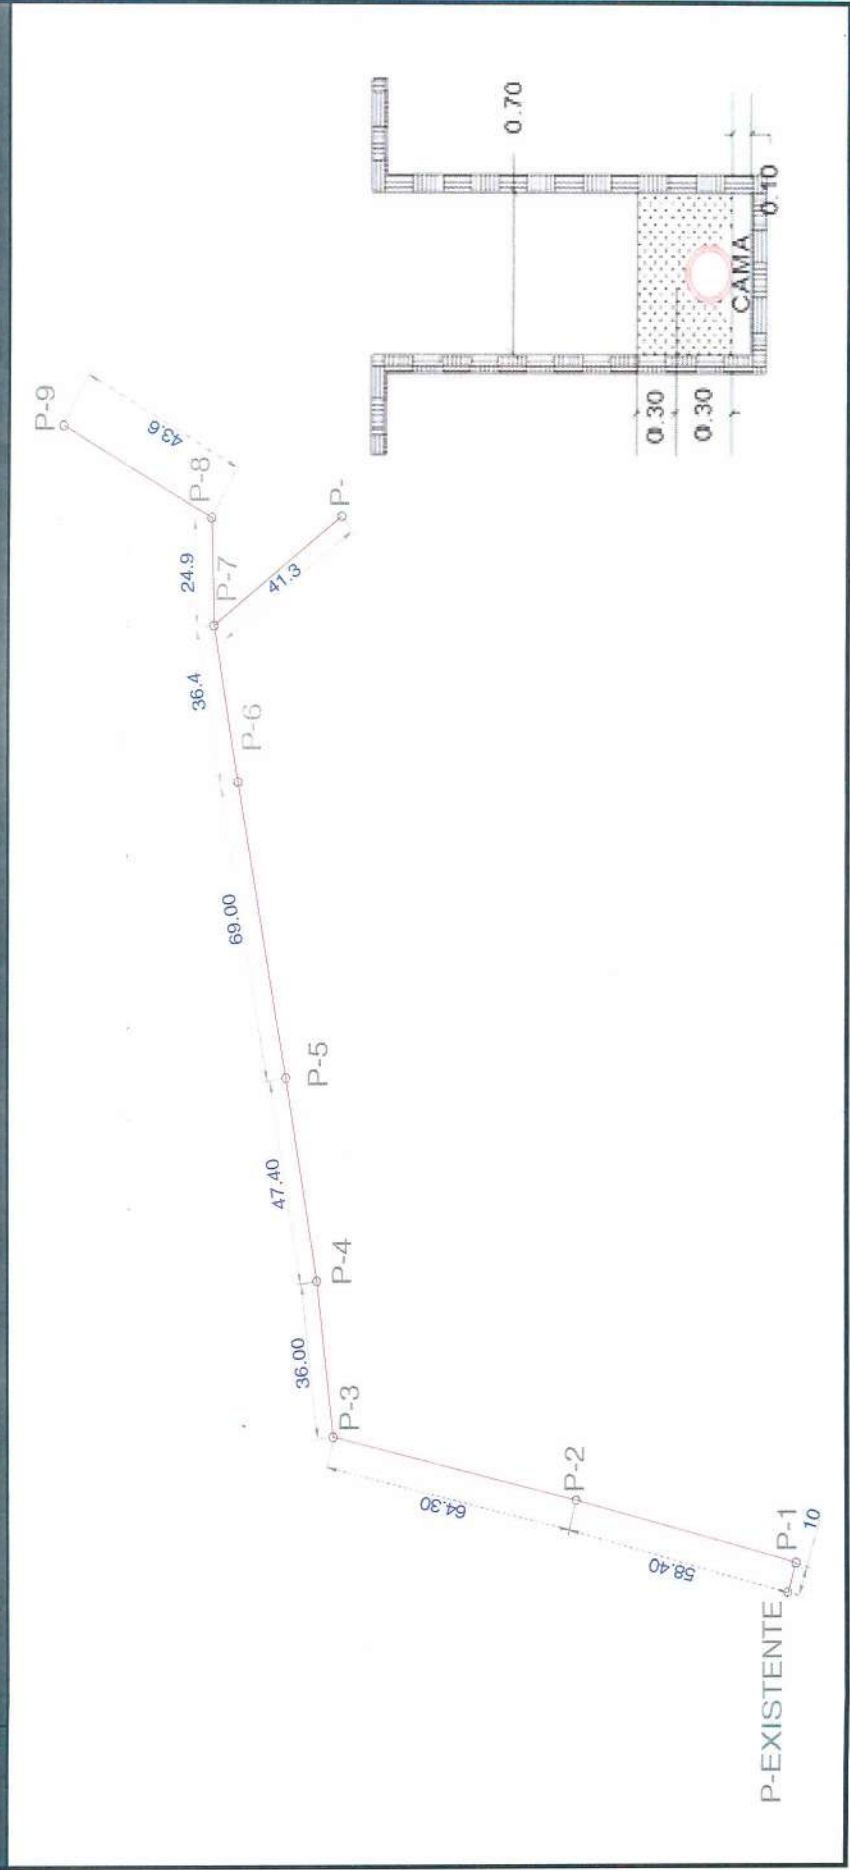 P-EXISTENTE
10
P-1
58.40
P-2
64.30
P-3
36.00
P-4
47.40
P-5
69.00
P-6
36.4
P-7
24.9
P-8
43.6
P-9
41.3
P-
0.70
0.30
0.30
CAMA
0.10